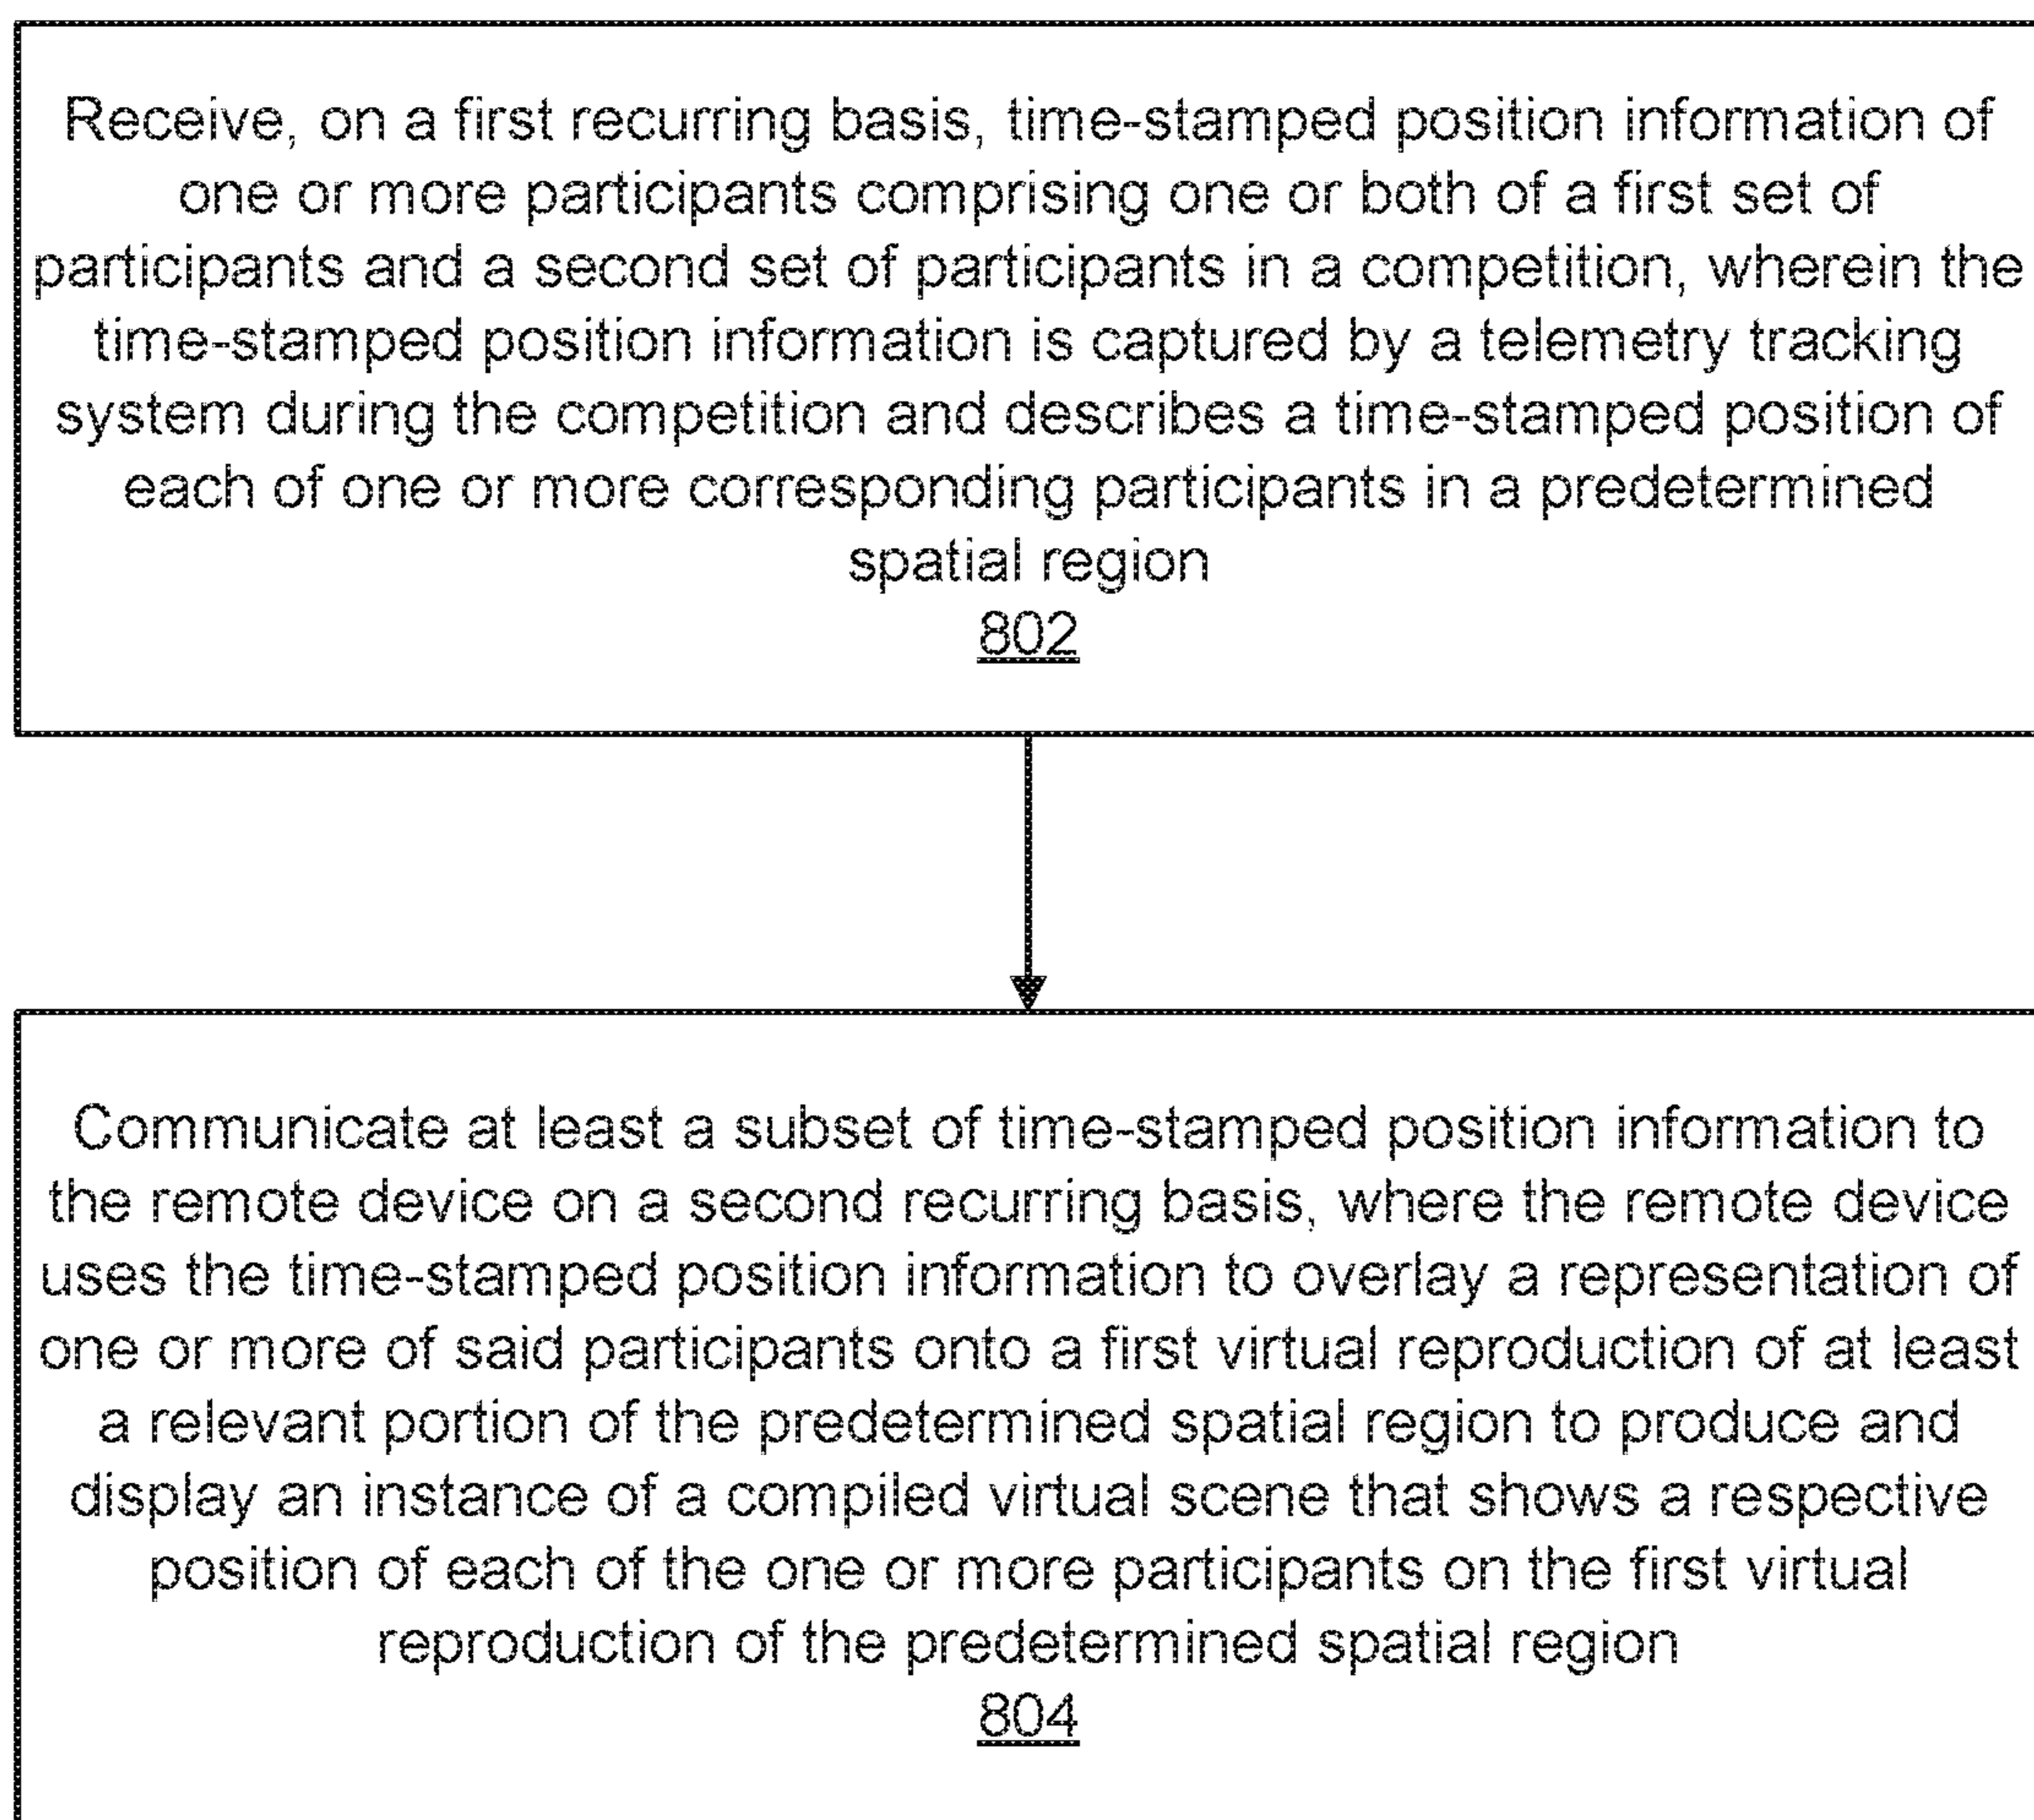 Receive, on a first recurring basis, time-stamped position information of
one or more participants comprising one or both of a first set of
participants and a second set of participants in a competition, wherein the
time-stamped position information is captured by a telemetry tracking
system during the competition and describes a time-stamped position of
each of one or more corresponding participants in a predetermined
spatial region
802
Communicate at least a subset of time-stamped position information to
the remote device on a second recurring basis, where the remote device
uses the time-stamped position information to overlay a representation of
one or more of said participants onto a first virtual reproduction of at least
a relevant portion of the predetermined spatial region to produce and
display an instance of a compiled virtual scene that shows a respective
position of each of the one or more participants on the first virtual
reproduction of the predetermined spatial region
804